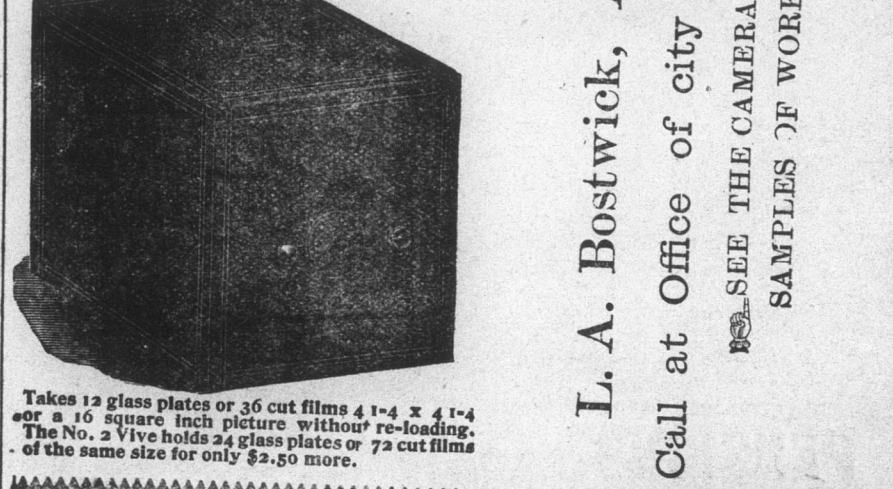 Takes 12 glass plates or 36 cut films 4 1-4 x 4 1-4
or a 16 square inch picture without re-loading.
The No. 2 Vive holds 24 glass plates or 72 cut films
of the same size for only $2.50 more.
L. A. Bostwick,
Call at Office of city
SEE THE CAMERA
SAMPLES OF WORK